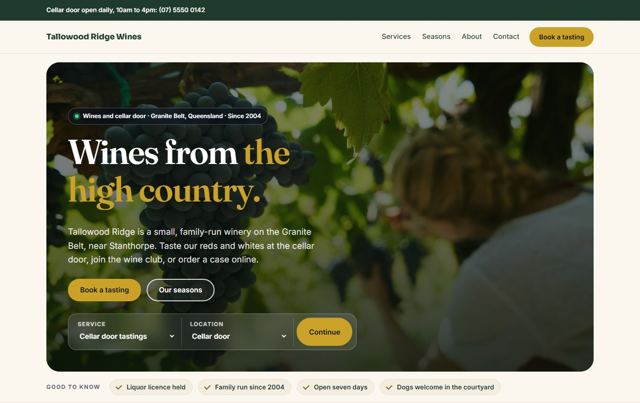 Cellar door open daily, 10am to 4pm: (07) 5550 0142
Tallowood Ridge Wines
Services
Seasons
About
Contact
Book a tasting
Wines and cellar door · Granite Belt, Queensland · Since 2004
Wines from the
high country.
Tallowood Ridge is a small, family-run winery on the Granite
Belt, near Stanthorpe. Taste our reds and whites at the cellar
door, join the wine club, or order a case online.
Book a tasting
Our seasons
SERVICE
Cellar door tastings
LOCATION
Cellar door
Continue
GOOD TO KNOW
Liquor licence held
Family run since 2004
Open seven days
Dogs welcome in the courtyard